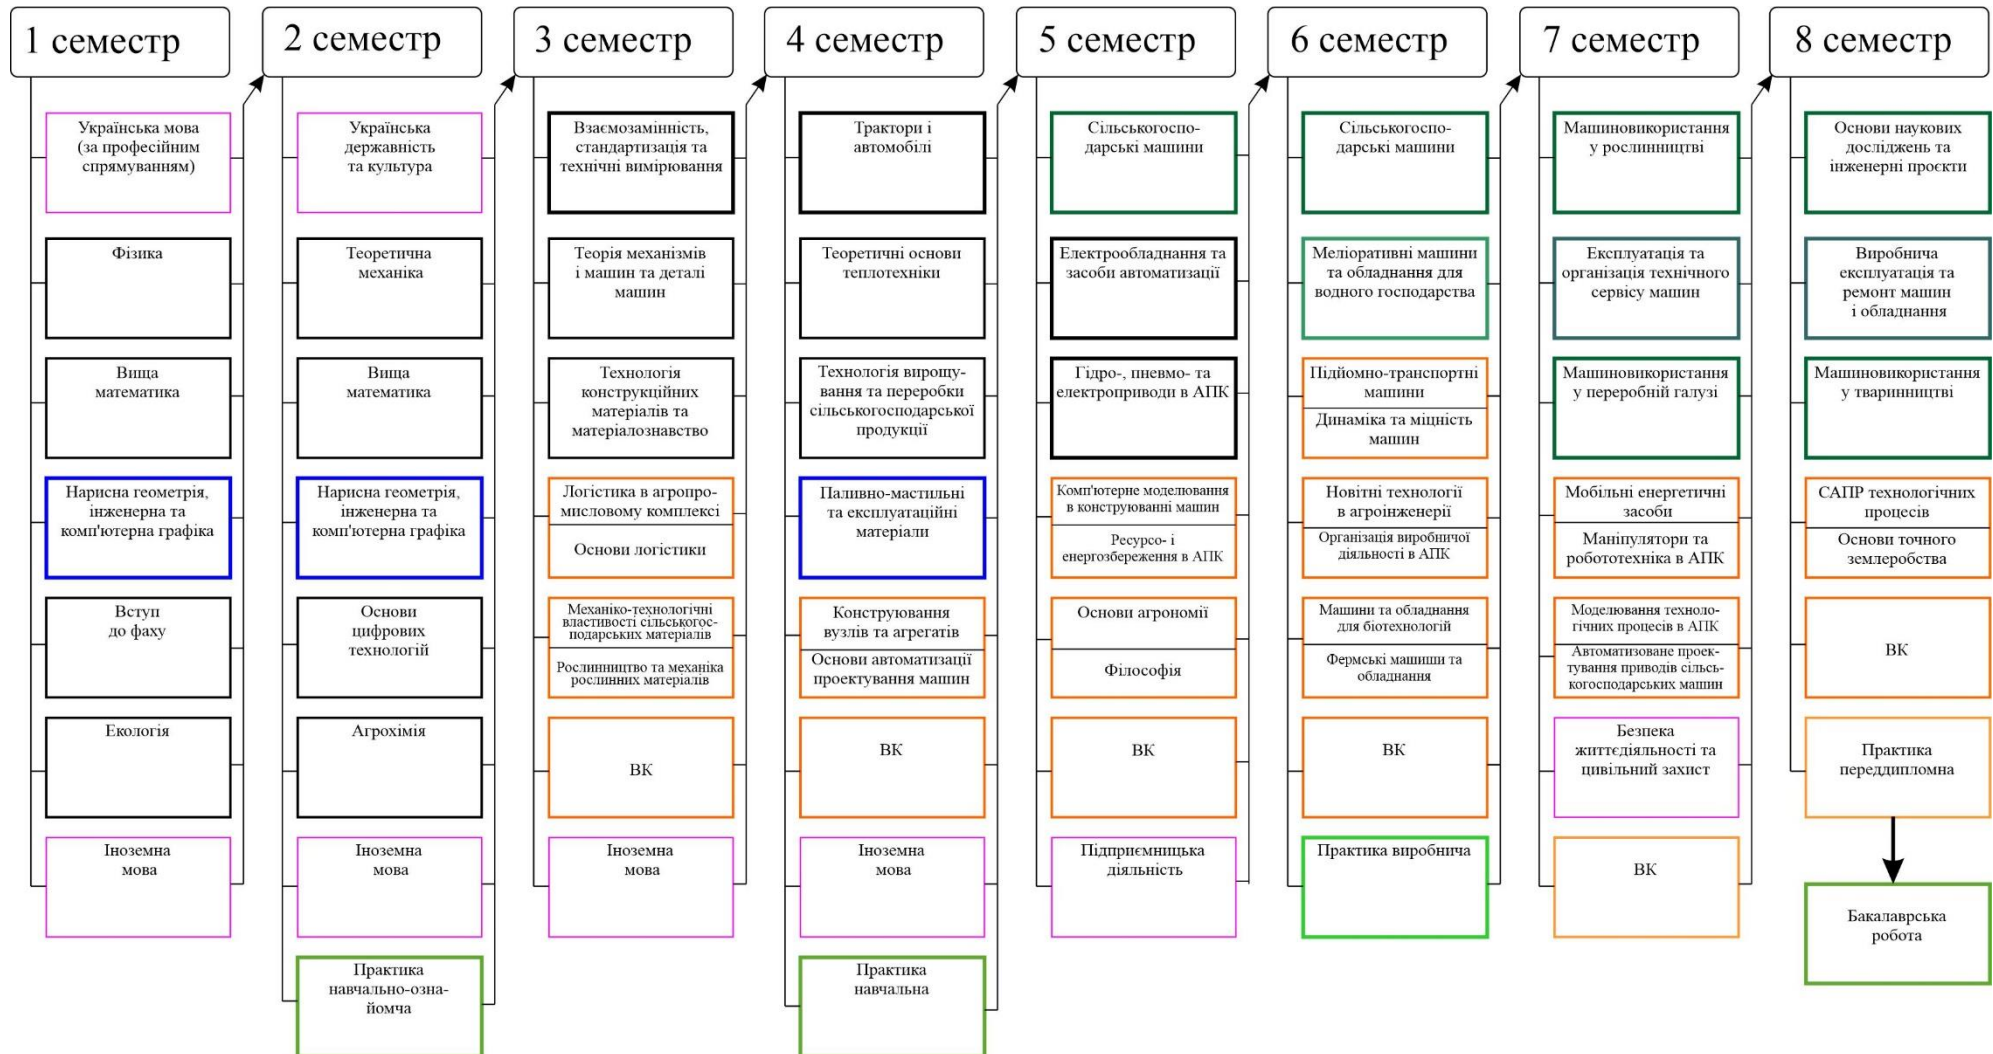 1 семестр
Українська мова
(за професійним
спрямуванням)
Фізика
Вища
математика
Нарисна геометрія,
інженерна та
комп'ютерна графіка
Вступ
до фаху
Екологія
Іноземна
мова
2 семестр
Українська
державність
та культура
Теоретична
механіка
Вища
математика
Нарисна геометрія,
інженерна та
комп'ютерна графіка
Основи
цифрових
технологій
Агрохімія
Іноземна
мова
Практика
навчально-озна-
йомча
3 семестр
Взаємозамінність,
стандартизація та
технічні вимірювання
Теорія механізмів
і машин та деталі
машин
Технологія
конструкційних
матеріалів та
матеріалознавство
Логістика в агропро-
мисловому комплексі
Основи логістики
Механіко-технологічні
властивості сільськогос-
подарських матеріалів
Рослинництво та механіка
рослинних матеріалів
ВК
Іноземна
мова
4 семестр
Трактори і
автомобілі
Теоретичні основи
теплотехніки
Технологія вирощу-
вання та переробки
сільськогосподарської
продукції
Паливно-мастильні
та експлуатаційні
матеріали
Конструювання
вузлів та агрегатів
Основи автоматизації
проектування машин
ВК
Іноземна
мова
Практика
навчальна
5 семестр
Сільськогоспо-
дарські машини
Електрообладнання та
засоби автоматизації
Гідро-, пневмо- та
електроприводи в АПК
Комп'ютерне моделювання
в конструюванні машин
Ресурсо- і
енергозбереження в АПК
Основи агрономії
Філософія
ВК
Підприємницька
діяльність
6 семестр
Сільськогоспо-
дарські машини
Меліоративні машини
та обладнання для
водного господарства
Підйомно-транспортні
машини
Динаміка та міцність
машин
Новітні технології
в агроінженерії
Організація виробничої
діяльності в АПК
Машини та обладнання
для біотехнологій
Фермські машиши та
обладнання
ВК
Практика виробнича
7 семестр
Машиновикористання
у рослинництві
Експлуатація та
організація технічного
сервісу машин
Машиновикористання
у переробній галузі
Мобільні енергетичні
засоби
Маніпулятори та
робототехніка в АПК
Моделювання техноло-
гічних процесів в АПК
Автоматизоване проек-
тування приводів сільсь-
когосподарських машин
Безпека
життєдіяльності та
цивільний захист
ВК
8 семестр
Основи наукових
досліджень та
інженерні проєкти
Виробнича
експлуатація та
ремонт машин
і обладнання
Машиновикористання
у тваринництві
САПР технологічних
процесів
Основи точного
землеробства
ВК
Практика
переддипломна
Бакалаврська
робота